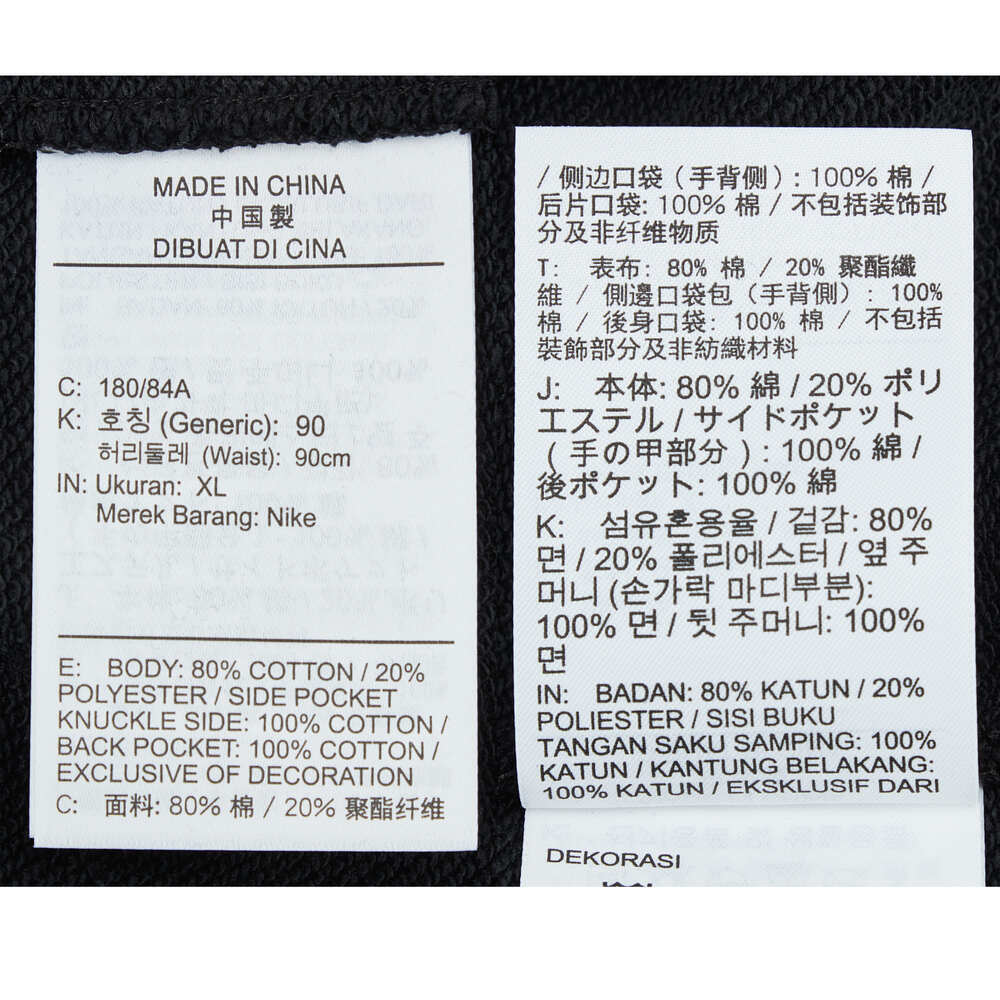 MADE IN CHINA
中国製
DIBUAT DI CINA
C: 180/84A
K: 호칭 (Generic): 90
허리둘레 (Waist): 90cm
IN: Ukuran: XL
Merek Barang: Nike
E: BODY: 80% COTTON / 20%
POLYESTER / SIDE POCKET
KNUCKLE SIDE: 100% COTTON /
BACK POCKET: 100% COTTON /
EXCLUSIVE OF DECORATION
C: 面料: 80% 棉 / 20% 聚酯纤维
/ 侧边口袋 (手背侧) : 100% 棉 /
后片口袋: 100% 棉 / 不包括装饰部
分及非纤维物质
T: 表布: 80% 棉 / 20% 聚酯纖
維 / 側邊口袋包 (手背側) : 100%
棉 / 後身口袋: 100% 棉 / 不包括
裝飾部分及非紡織材料
J: 本体: 80% 綿 / 20% ポリ
エステル / サイドポケット
( 手の甲部分 ) : 100% 綿 /
後ポケット: 100% 綿
K: 섬유혼용율 / 겉감: 80%
면 / 20% 폴리에스터 / 옆 주
머니 (손가락 마디부분):
100% 면 / 뒷 주머니: 100%
면
IN: BADAN: 80% KATUN / 20%
POLIESTER / SISI BUKU
TANGAN SAKU SAMPING: 100%
KATUN / KANTUNG BELAKANG:
100% KATUN / EKSKLUSIF DARI
DEKORASI